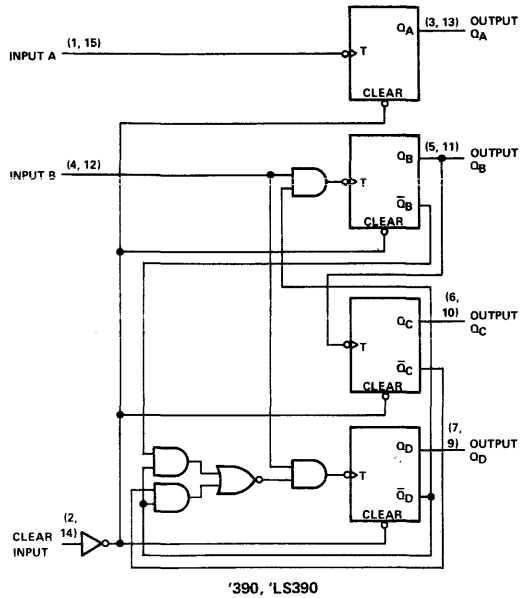 INPUT A
(1, 15)
T
QA
CLEAR
(3, 13)
OUTPUT
QA
INPUT B
(4, 12)
T
QB
Q̄B
CLEAR
(5, 11)
OUTPUT
QB
T
QC
Q̄C
CLEAR
(6,
10)
OUTPUT
QC
T
QD
Q̄D
CLEAR
(7,
9)
OUTPUT
QD
CLEAR
INPUT
(2,
14)
'390, 'LS390